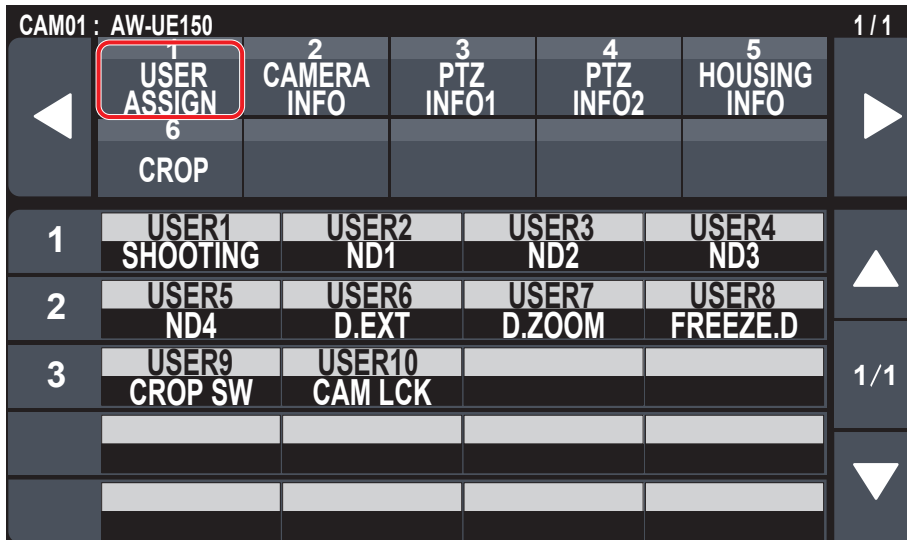 CAM01 : AW-UE150 1 / 1
1 2 3 4 5
USER CAMERA PTZ PTZ HOUSING
ASSIGN INFO INFO1 INFO2 INFO
6
CROP
1 USER1 USER2 USER3 USER4
SHOOTING ND1 ND2 ND3
2 USER5 USER6 USER7 USER8
ND4 D.EXT D.ZOOM FREEZE.D
3 USER9 USER10 1/1
CROP SW CAM LCK